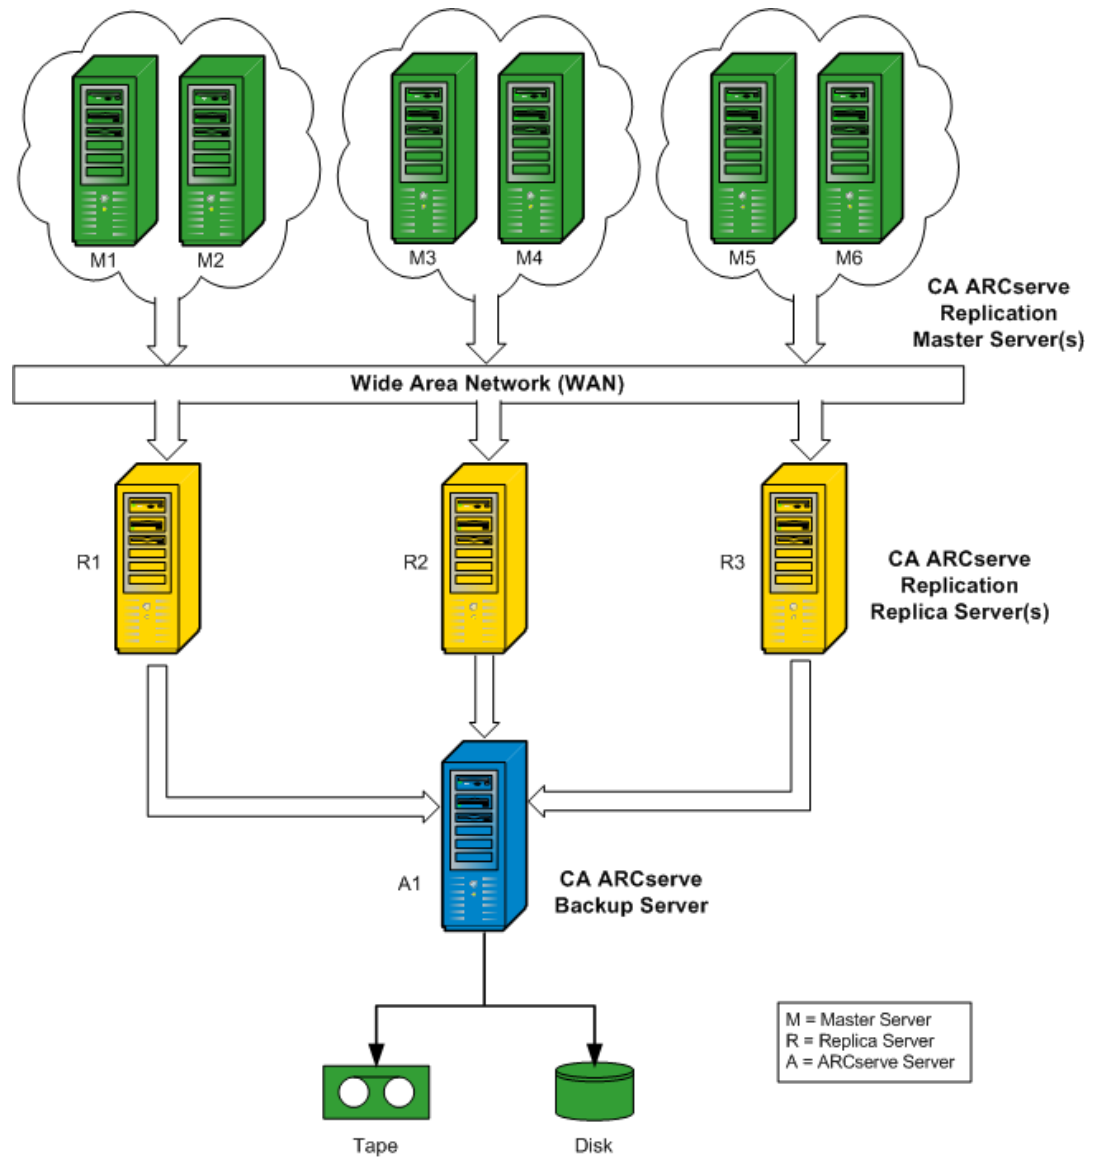 M1
M2
M3
M4
M5
M6
CA ARCserve
Replication
Master Server(s)
Wide Area Network (WAN)
R1
R2
R3
CA ARCserve
Replication
Replica Server(s)
A1
CA ARCserve
Backup Server
M = Master Server
R = Replica Server
A = ARCserve Server
Tape
Disk